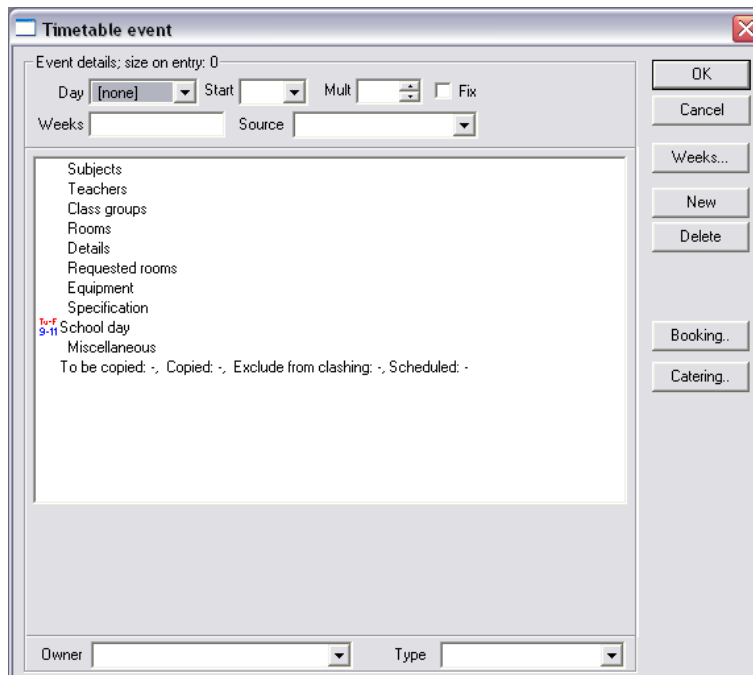 Timetable event
Event details; size on entry: 0
Day [none] Start Mult Fix
Weeks Source
OK
Cancel
Weeks...
New
Delete
Booking..
Catering..
Subjects
Teachers
Class groups
Rooms
Details
Requested rooms
Equipment
Specification
Tu-F
9-11 School day
Miscellaneous
To be copied: -, Copied: -, Exclude from clashing: -, Scheduled: -
Owner Type